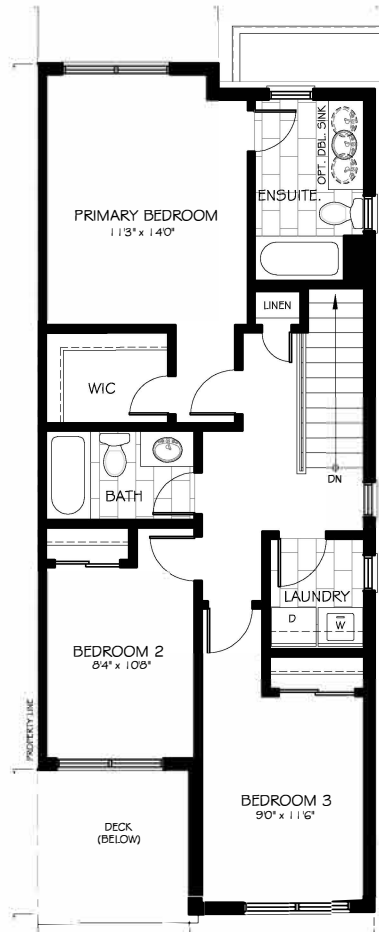 OPT. DBL. SINK
ENSUITE
PRIMARY BEDROOM
11'3" x 14'0"
LINEN
WIC
DN
BATH
LAUNDRY
D
W
BEDROOM 2
8'4" x 10'8"
PROPERTY LINE
BEDROOM 3
9'0" x 11'6"
DECK
(BELOW)